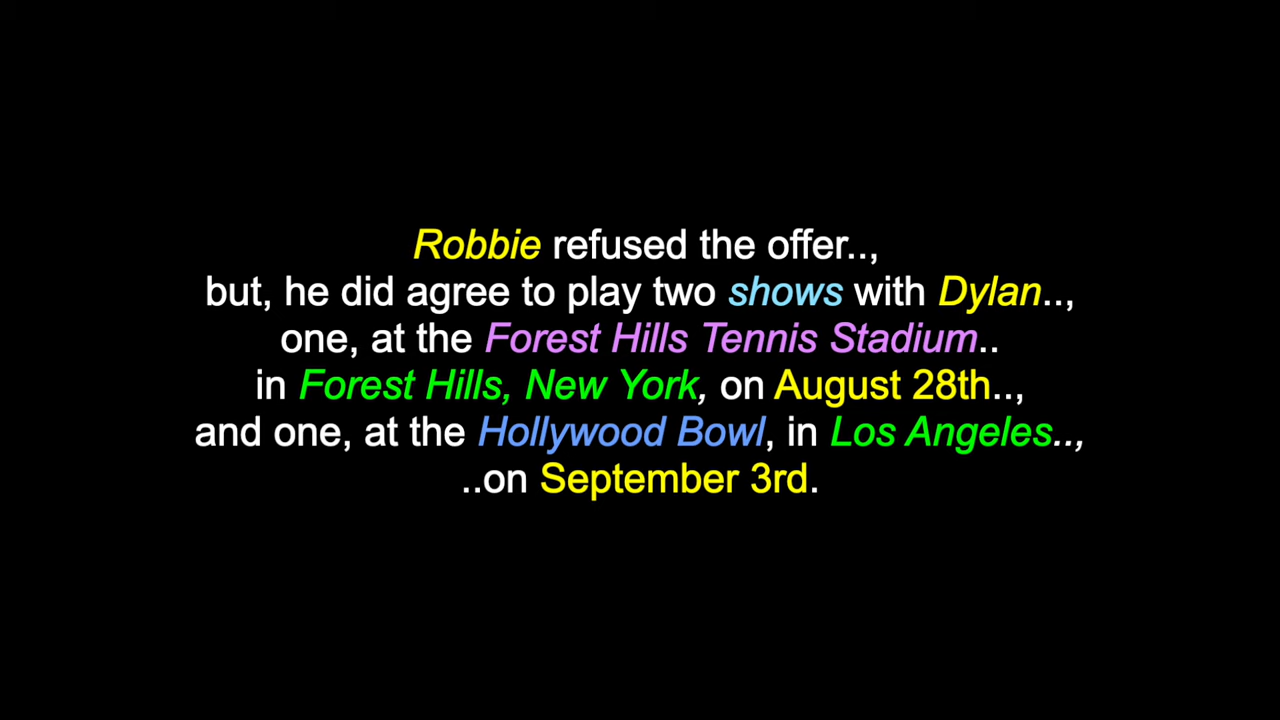 Robbie refused the offer..,
but, he did agree to play two shows with Dylan..,
one, at the Forest Hills Tennis Stadium..
in Forest Hills, New York, on August 28th..,
and one, at the Hollywood Bowl, in Los Angeles..,
..on September 3rd.